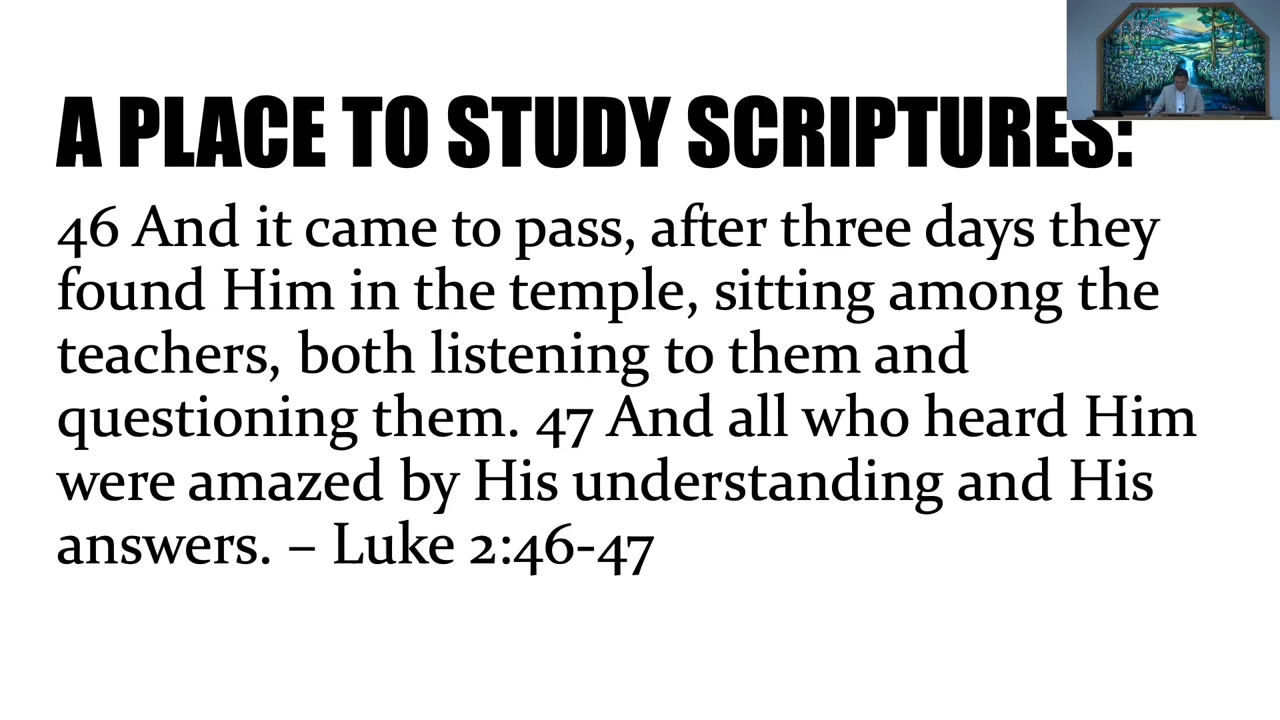 A PLACE TO STUDY SCRIPTURES:
46 And it came to pass, after three days they
found Him in the temple, sitting among the
teachers, both listening to them and
questioning them. 47 And all who heard Him
were amazed by His understanding and His
answers. – Luke 2:46-47